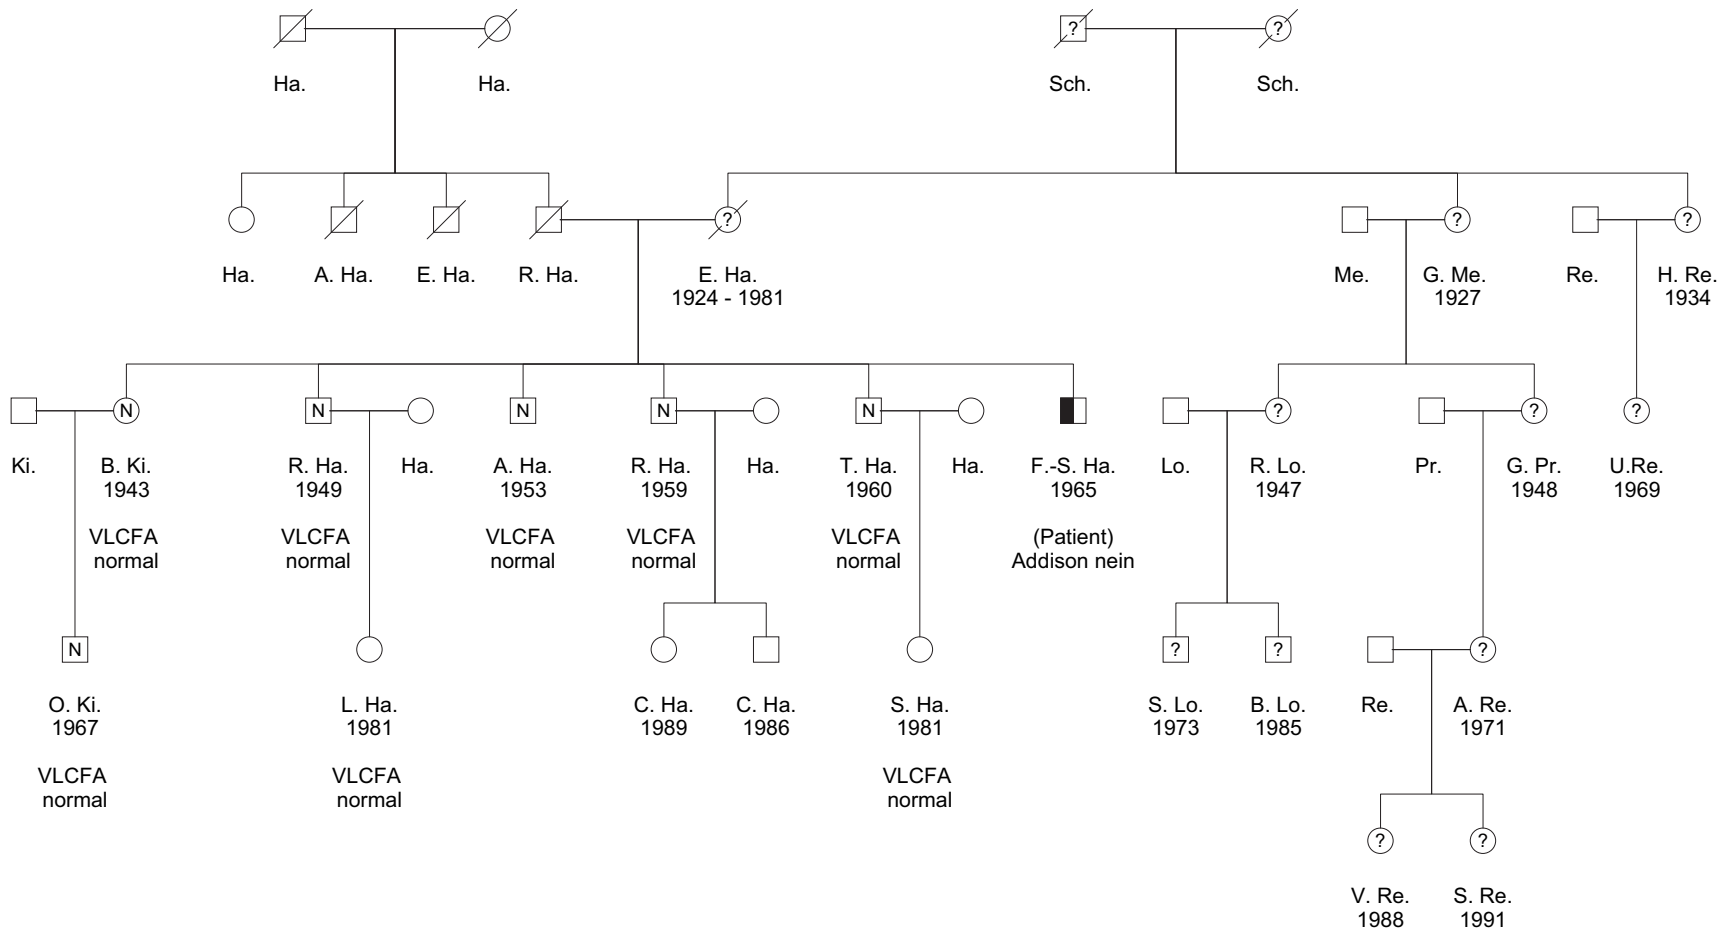 ? ?
Ha. Ha. Sch. Sch.
? ? ?
Ha. A. Ha. E. Ha. R. Ha. E. Ha. Me. G. Me. Re. H. Re.
1924 - 1981 1927 1934
N N N N N ? ? ?
Ki. B. Ki. R. Ha. Ha. A. Ha. R. Ha. Ha. T. Ha. Ha. F.-S. Ha. Lo. R. Lo. Pr. G. Pr. U.Re.
1943 1949 1953 1959 1960 1965 1947 1948 1969
VLCFA VLCFA VLCFA VLCFA VLCFA (Patient)
normal normal normal normal normal Addison nein
N ? ? ?
O. Ki. L. Ha. C. Ha. C. Ha. S. Ha. S. Lo. B. Lo. Re. A. Re.
1967 1981 1989 1986 1981 1973 1985 1971
VLCFA VLCFA VLCFA
normal normal normal
? ?
V. Re. S. Re.
1988 1991